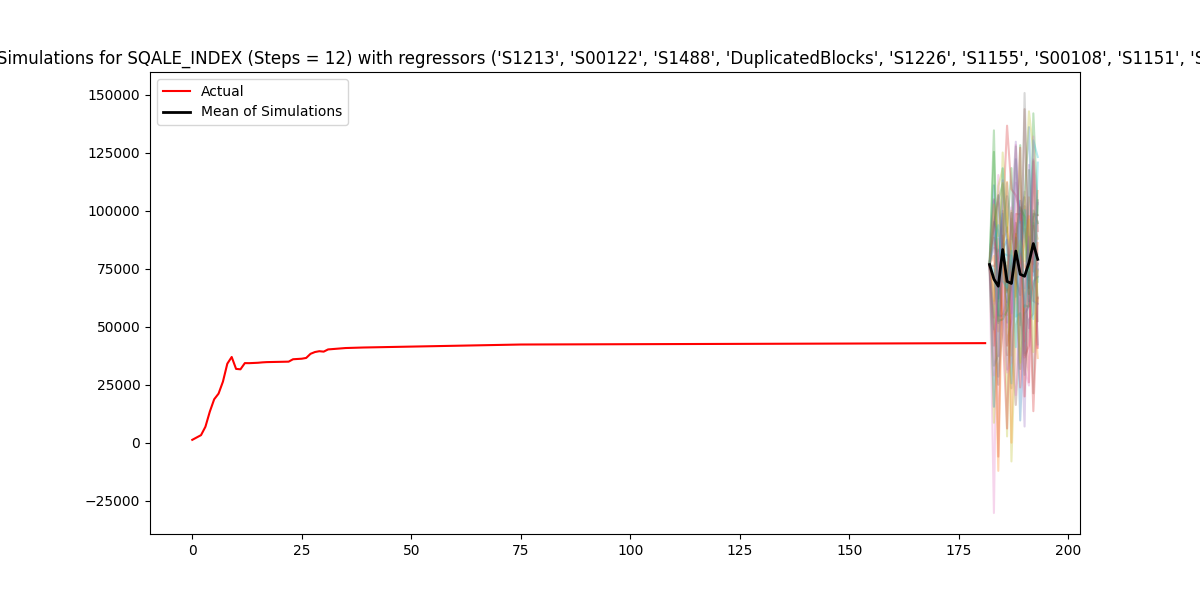 Simulations for SQALE_INDEX (Steps = 12) with regressors ('S1213', 'S00122', 'S1488', 'DuplicatedBlocks', 'S1226', 'S1155', 'S00108', 'S1151', 'S
Actual
Mean of Simulations
150000
125000
100000
75000
50000
25000
0
−25000
0 25 50 75 100 125 150 175 200